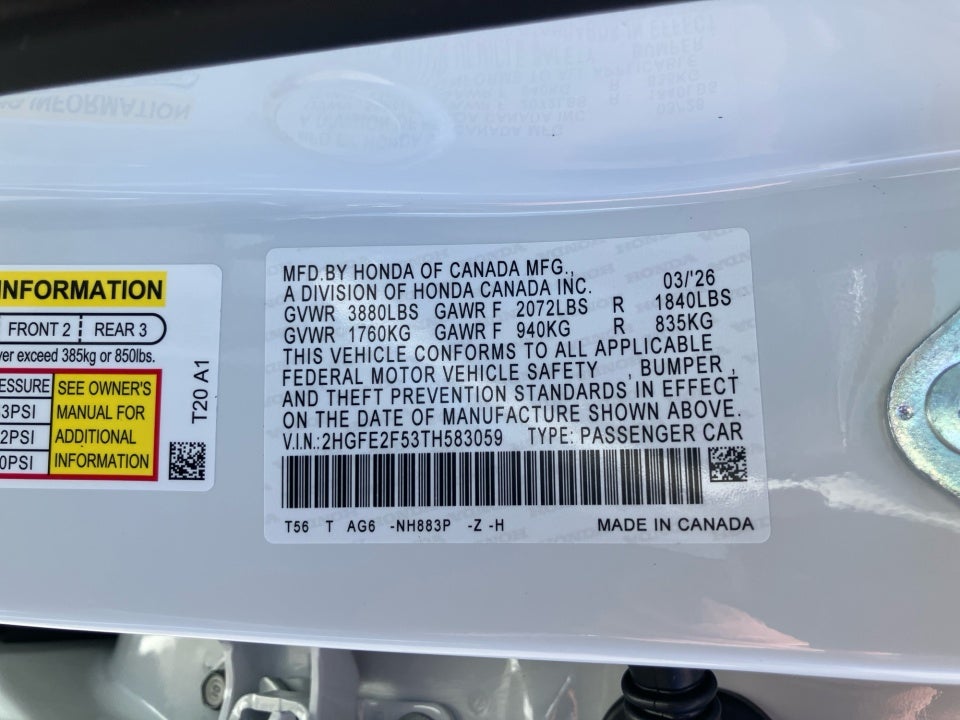 INFORMATION
FRONT 2 REAR 3
ver exceed 385kg or 850lbs.
ESSURE
3PSI
2PSI
0PSI
SEE OWNER'S
MANUAL FOR
ADDITIONAL
INFORMATION
T20 A1
MFD.BY HONDA OF CANADA MFG.,
A DIVISION OF HONDA CANADA INC. 03/'26
GVWR 3880LBS GAWR F 2072LBS R 1840LBS
GVWR 1760KG GAWR F 940KG R 835KG
THIS VEHICLE CONFORMS TO ALL APPLICABLE
FEDERAL MOTOR VEHICLE SAFETY , BUMPER ,
AND THEFT PREVENTION STANDARDS IN EFFECT
ON THE DATE OF MANUFACTURE SHOWN ABOVE.
V.I.N.:2HGFE2F53TH583059 TYPE: PASSENGER CAR
T56 T AG6 -NH883P -Z -H MADE IN CANADA